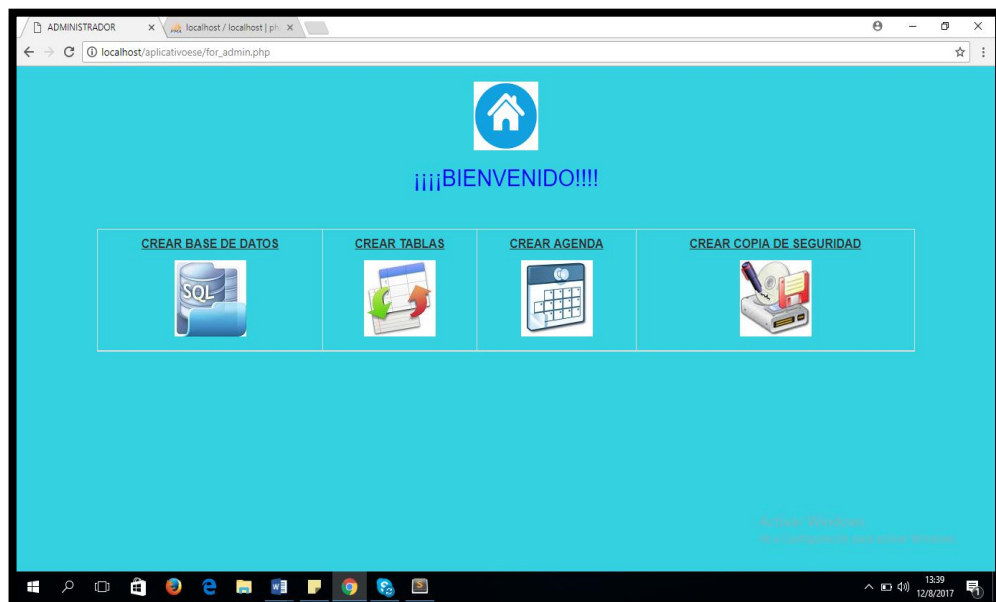 ADMINISTRADOR
localhost / localhost | ph
localhost/aplicativoese/for_admin.php
¡¡¡¡BIENVENIDO!!!!
CREAR BASE DE DATOS
CREAR TABLAS
CREAR AGENDA
CREAR COPIA DE SEGURIDAD
SQL
13:39
12/8/2017